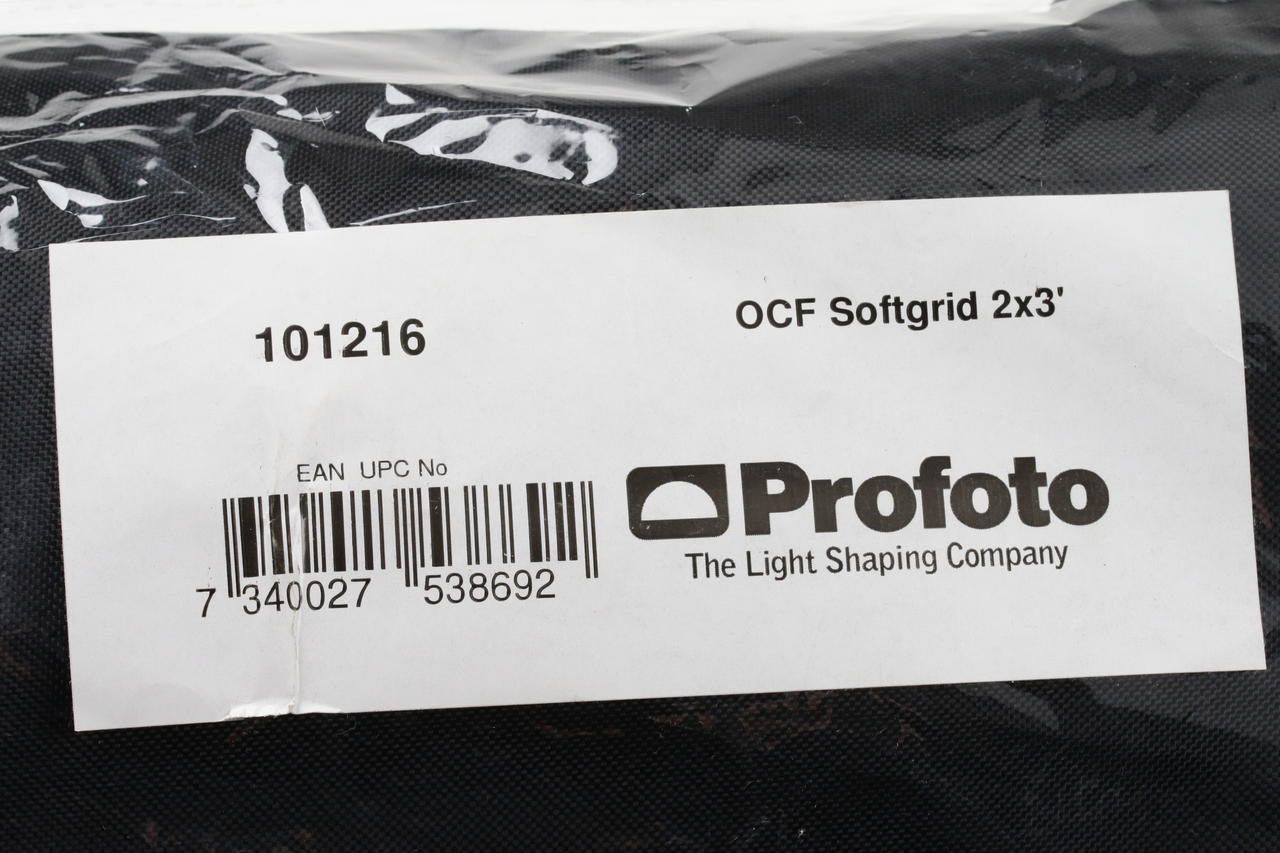 101216
OCF Softgrid 2x3'
EAN UPC No
7 340027 538692
Profoto
The Light Shaping Company